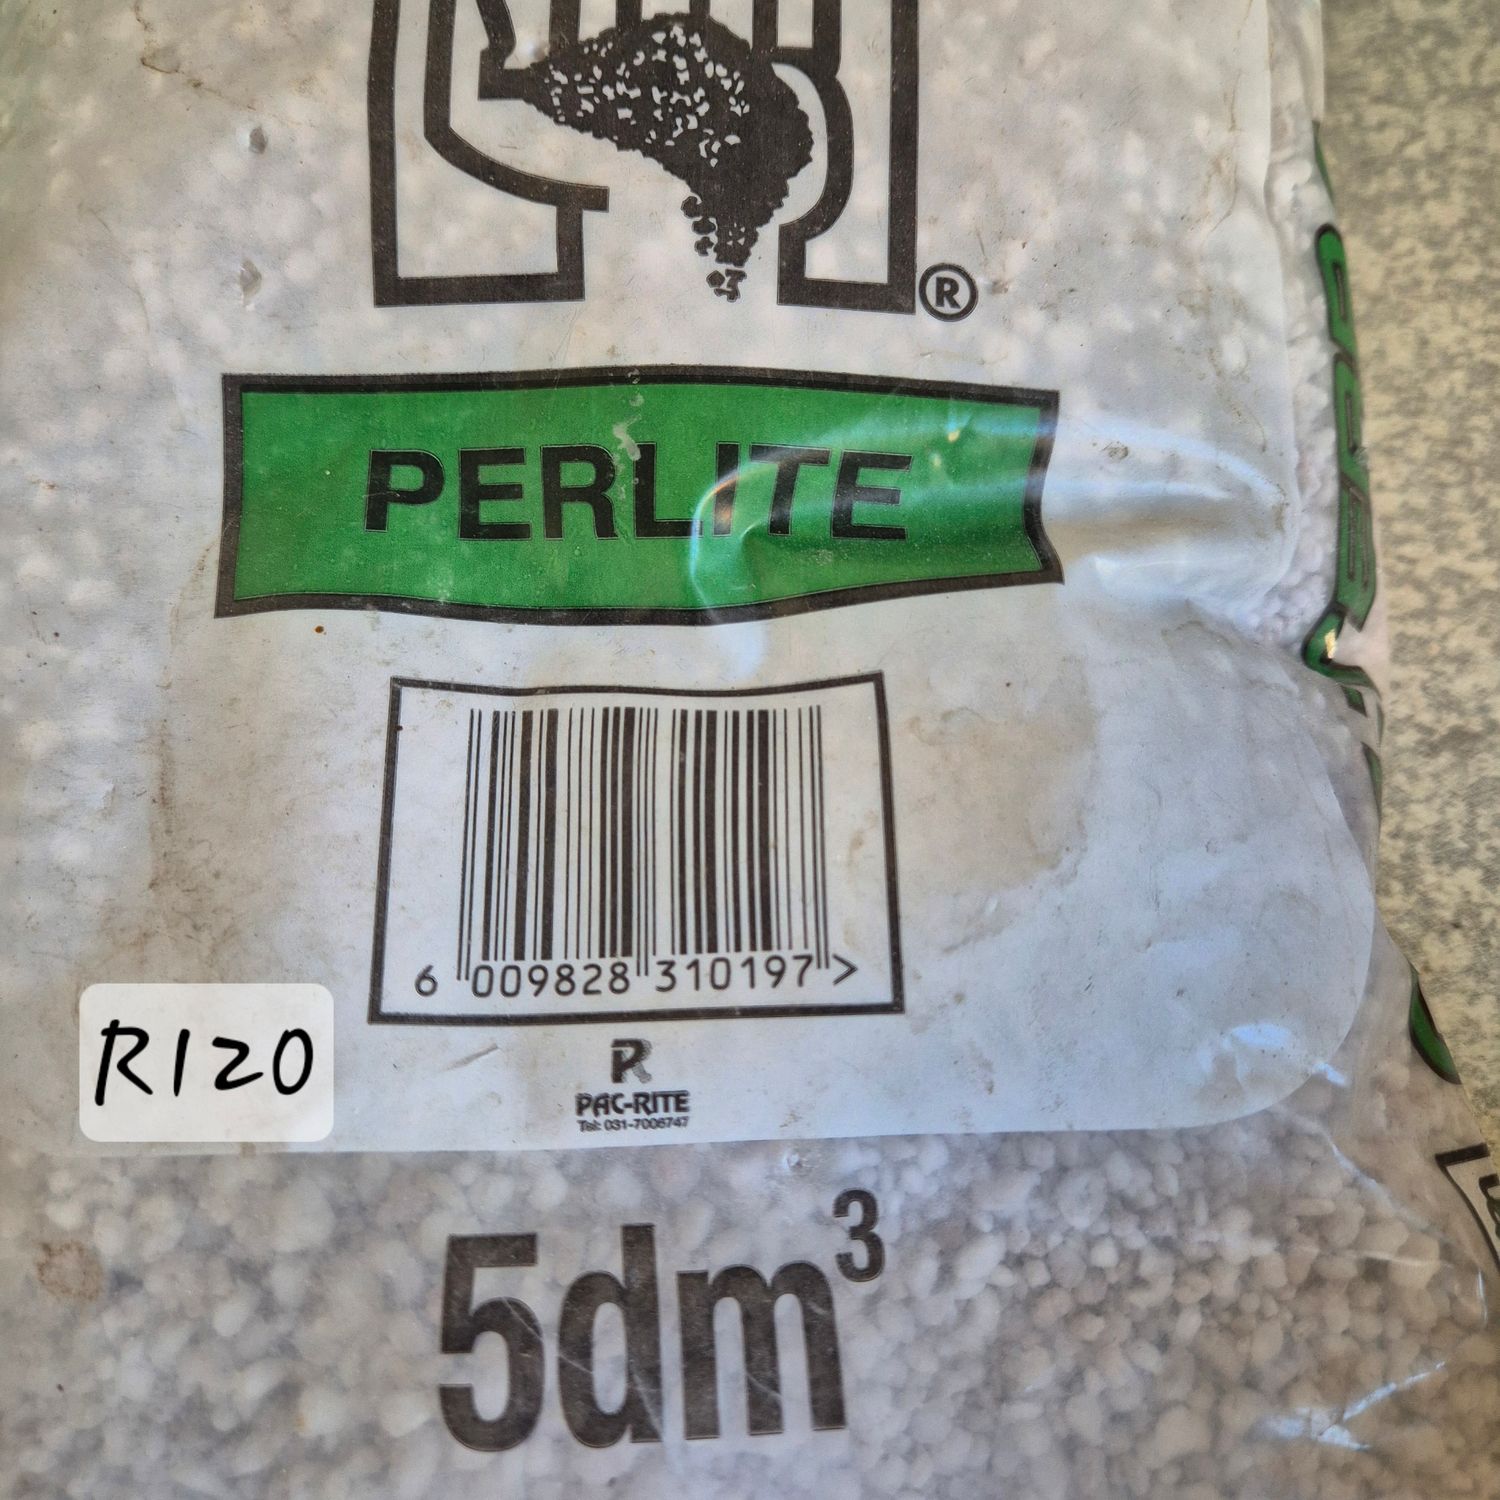 ®
PERLITE
6 009828 310197 >
R120
PAC-RITE
Tel: 031-7006747
5dm³